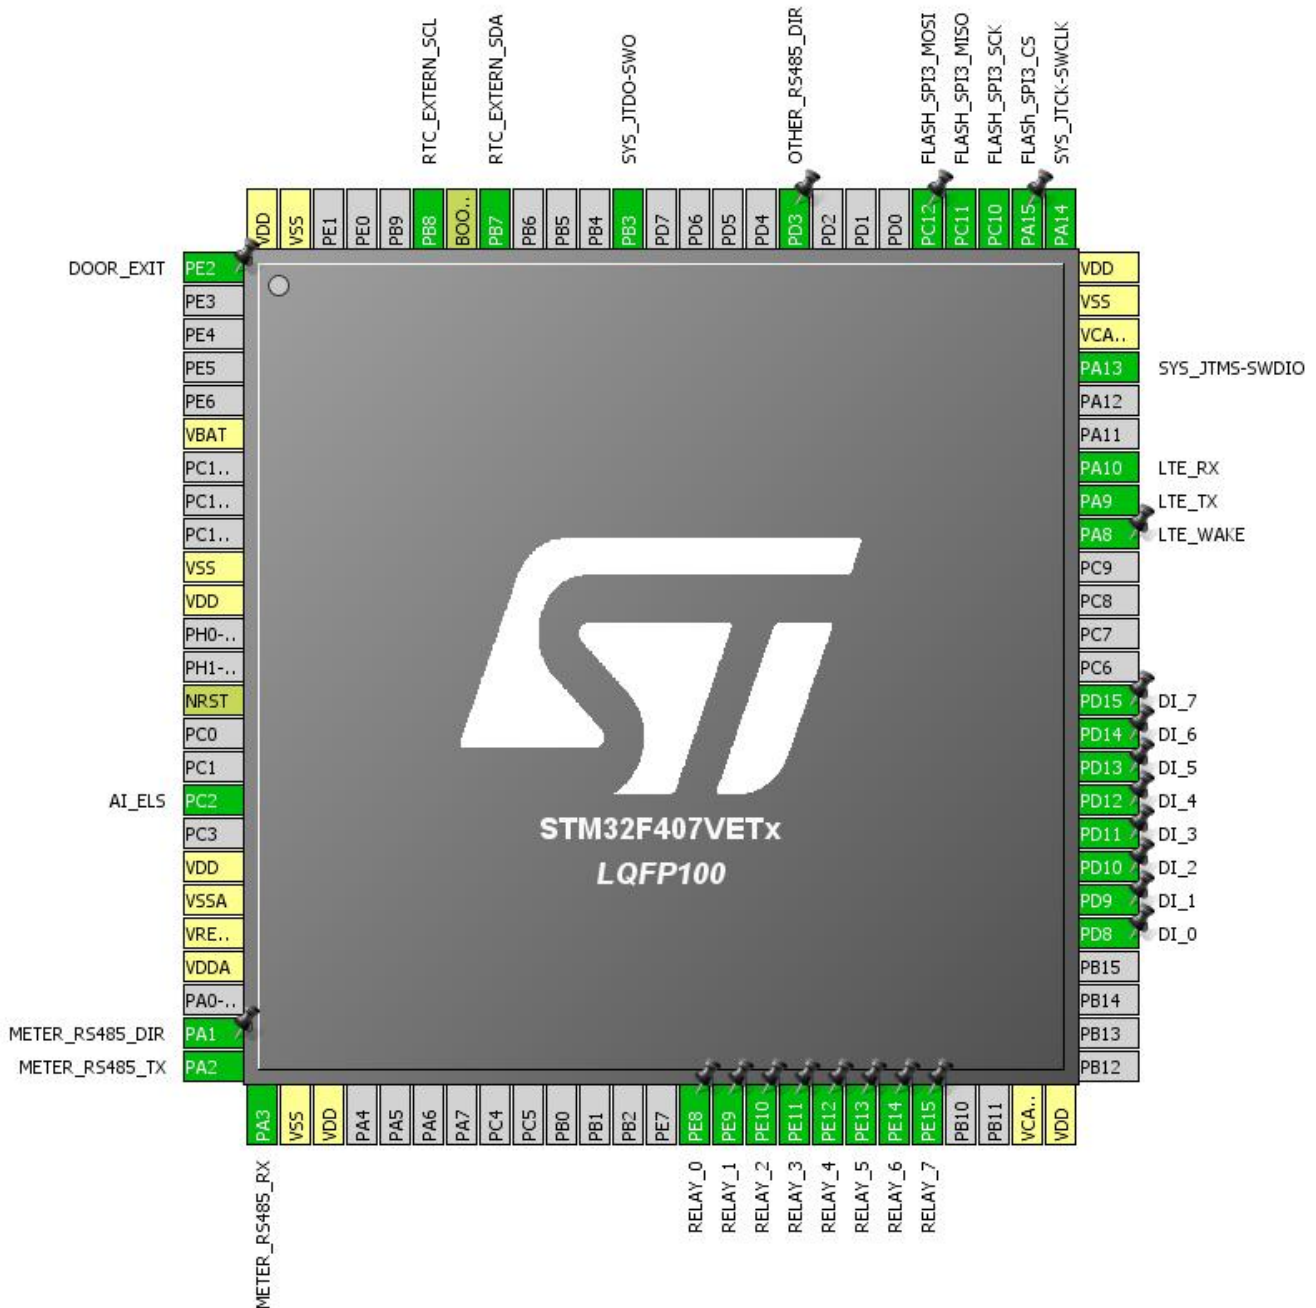 RTC_EXTERN_SCL
RTC_EXTERN_SDA
SYS_JTDO-SWO
OTHER_RS485_DIR
FLASH_SPI3_MOSI
FLASH_SPI3_MISO
FLASH_SPI3_SCK
FLASh_SPI3_CS
SYS_JTCK-SWCLK
VDD
VSS
PE1
PE0
PB9
PB8
BOO..
PB7
PB6
PB5
PB4
PB3
PD7
PD6
PD5
PD4
PD3
PD2
PD1
PD0
PC12
PC11
PC10
PA15
PA14
DOOR_EXIT PE2
PE3
PE4
PE5
PE6
VBAT
PC1..
PC1..
PC1..
VSS
VDD
PH0-..
PH1-..
NRST
PC0
PC1
AI_ELS PC2
PC3
VDD
VSSA
VRE..
VDDA
PA0-..
METER_RS485_DIR PA1
METER_RS485_TX PA2
ST
STM32F407VETx
LQFP100
VDD
VSS
VCA..
PA13 SYS_JTMS-SWDIO
PA12
PA11
PA10 LTE_RX
PA9 LTE_TX
PA8 LTE_WAKE
PC9
PC8
PC7
PC6
PD15 DI_7
PD14 DI_6
PD13 DI_5
PD12 DI_4
PD11 DI_3
PD10 DI_2
PD9 DI_1
PD8 DI_0
PB15
PB14
PB13
PB12
PA3
VSS
VDD
PA4
PA5
PA6
PA7
PC4
PC5
PB0
PB1
PB2
PE7
PE8
PE9
PE10
PE11
PE12
PE13
PE14
PE15
PB10
PB11
VCA..
VDD
METER_RS485_RX
RELAY_0
RELAY_1
RELAY_2
RELAY_3
RELAY_4
RELAY_5
RELAY_6
RELAY_7